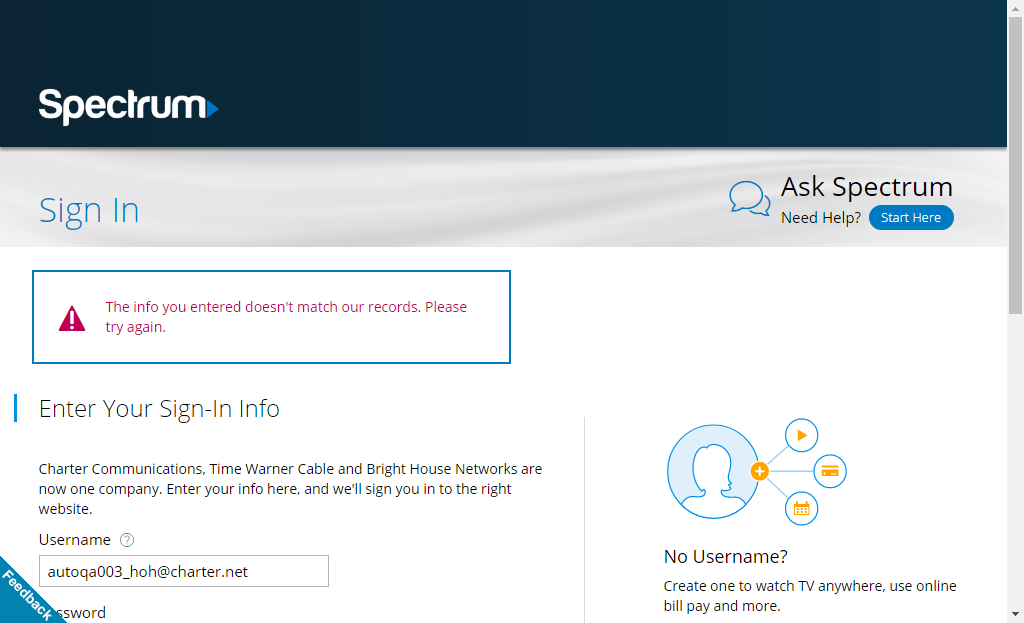 Spectrum
Sign In
Ask Spectrum
Need Help? Start Here
The info you entered doesn't match our records. Please
try again.
Enter Your Sign-In Info
Charter Communications, Time Warner Cable and Bright House Networks are
now one company. Enter your info here, and we'll sign you in to the right
website.
Username ?
autoqa003_hoh@charter.net
ssword
Feedback
No Username?
Create one to watch TV anywhere, use online
bill pay and more.